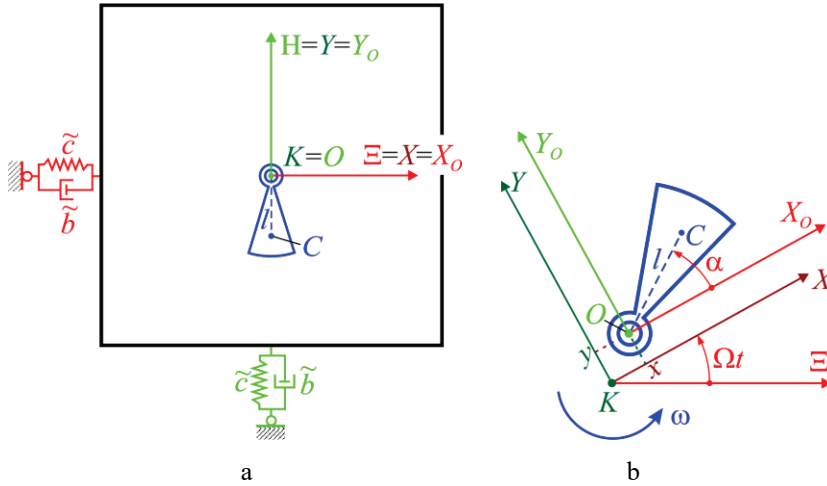 H=Y=Y_O
K=O
Ξ=X=X_O
c̃
b̃
l
C
c̃
b̃
a
Y_O
Y
X_O
C
l
α
X
O
y
x
Ωt
Ξ
K
ω
b